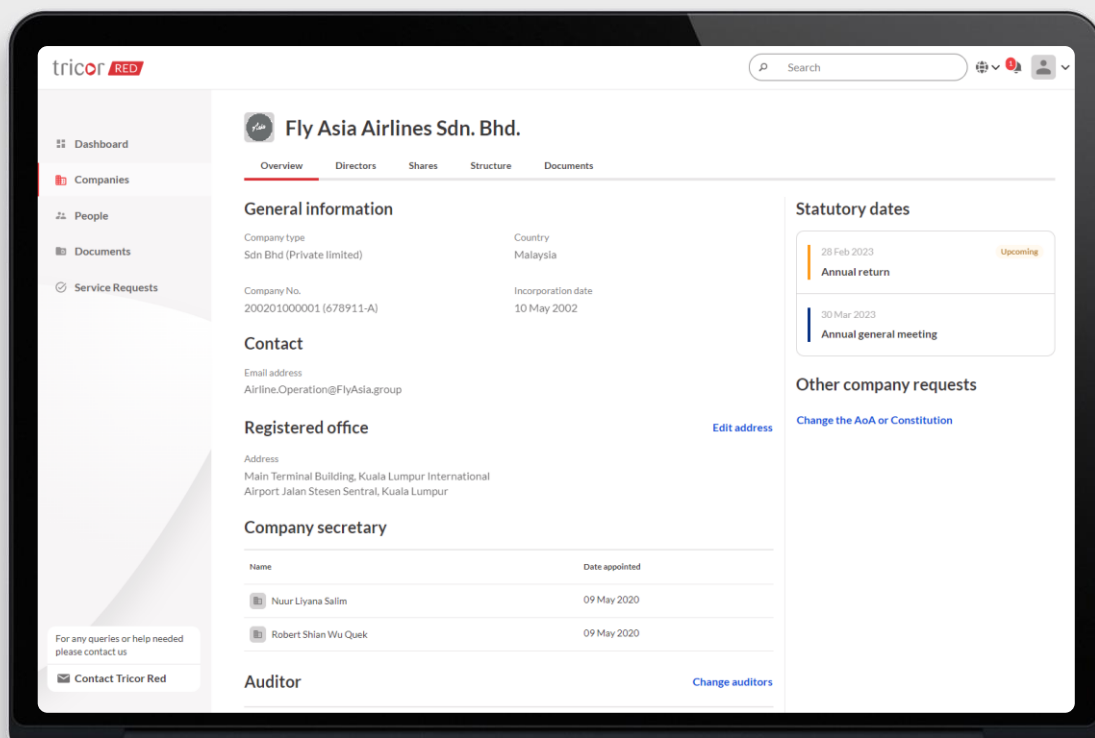 tricor RED
Search
1
Dashboard
Companies
People
Documents
Service Requests
For any queries or help needed
please contact us
Contact Tricor Red
Fly Asia Airlines Sdn. Bhd.
Overview Directors Shares Structure Documents
General information
Company type Country
Sdn Bhd (Private limited) Malaysia
Company No. Incorporation date
200201000001 (678911-A) 10 May 2002
Contact
Email address
Airline.Operation@FlyAsia.group
Registered office Edit address
Address
Main Terminal Building, Kuala Lumpur International
Airport Jalan Stesen Sentral, Kuala Lumpur
Company secretary
Name Date appointed
Nuur Liyana Salim 09 May 2020
Robert Shian Wu Quek 09 May 2020
Auditor Change auditors
Statutory dates
28 Feb 2023 Upcoming
Annual return
30 Mar 2023
Annual general meeting
Other company requests
Change the AoA or Constitution